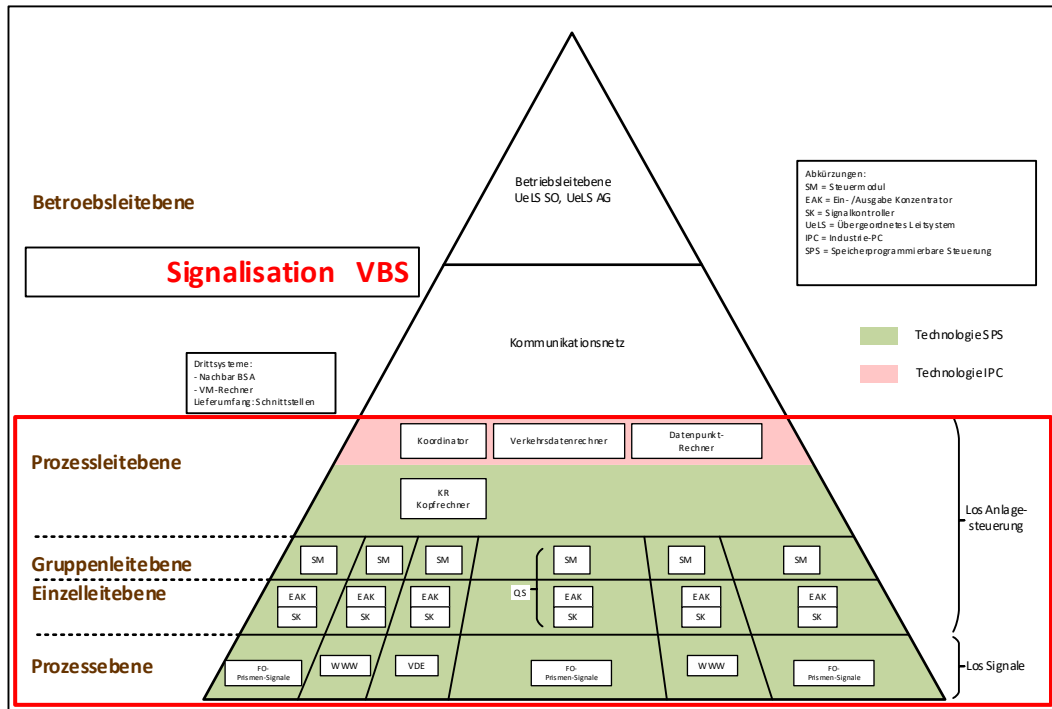 Betriebsleitebene
UeLS SO, UeLS AG
Betroebsleitebene
Signalisation VBS
Abkürzungen:
SM = Steuermodul
EAK = Ein- /Ausgabe Konzentrator
SK = Signalkontroller
UeLS = Übergeordnetes Leitsystem
IPC = Industrie-PC
SPS = Speicherprogrammierbare Steuerung
Kommunikationsnetz
Technologie SPS
Technologie IPC
Drittsysteme:
- Nachbar BSA
- VM-Rechner
Lieferumfang: Schnittstellen
Prozessleitebene
Koordinator
Verkehrsdatenrechner
Datenpunkt-
Rechner
KR
Kopfrechner
Los Anlage-
steuerung
Gruppenleitebene
SM
SM
SM
SM
SM
SM
Einzelleitebene
QS
EAK
EAK
EAK
EAK
EAK
EAK
SK
SK
SK
SK
SK
SK
Prozessebene
FO-
Prismen-Signale
WWW
VDE
FO-
Prismen-Signale
WWW
FO-
Prismen-Signale
Los Signale